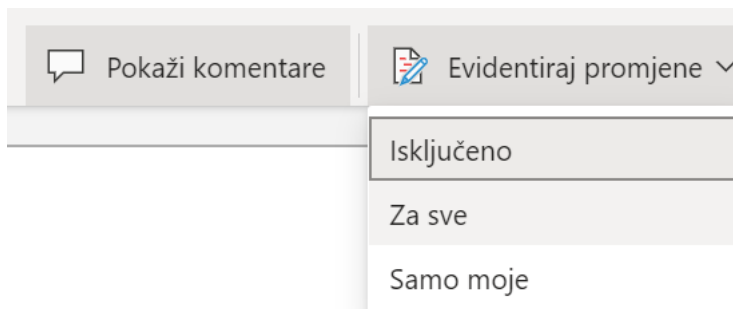 Pokaži komentare
Evidentiraj promjene
Isključeno
Za sve
Samo moje